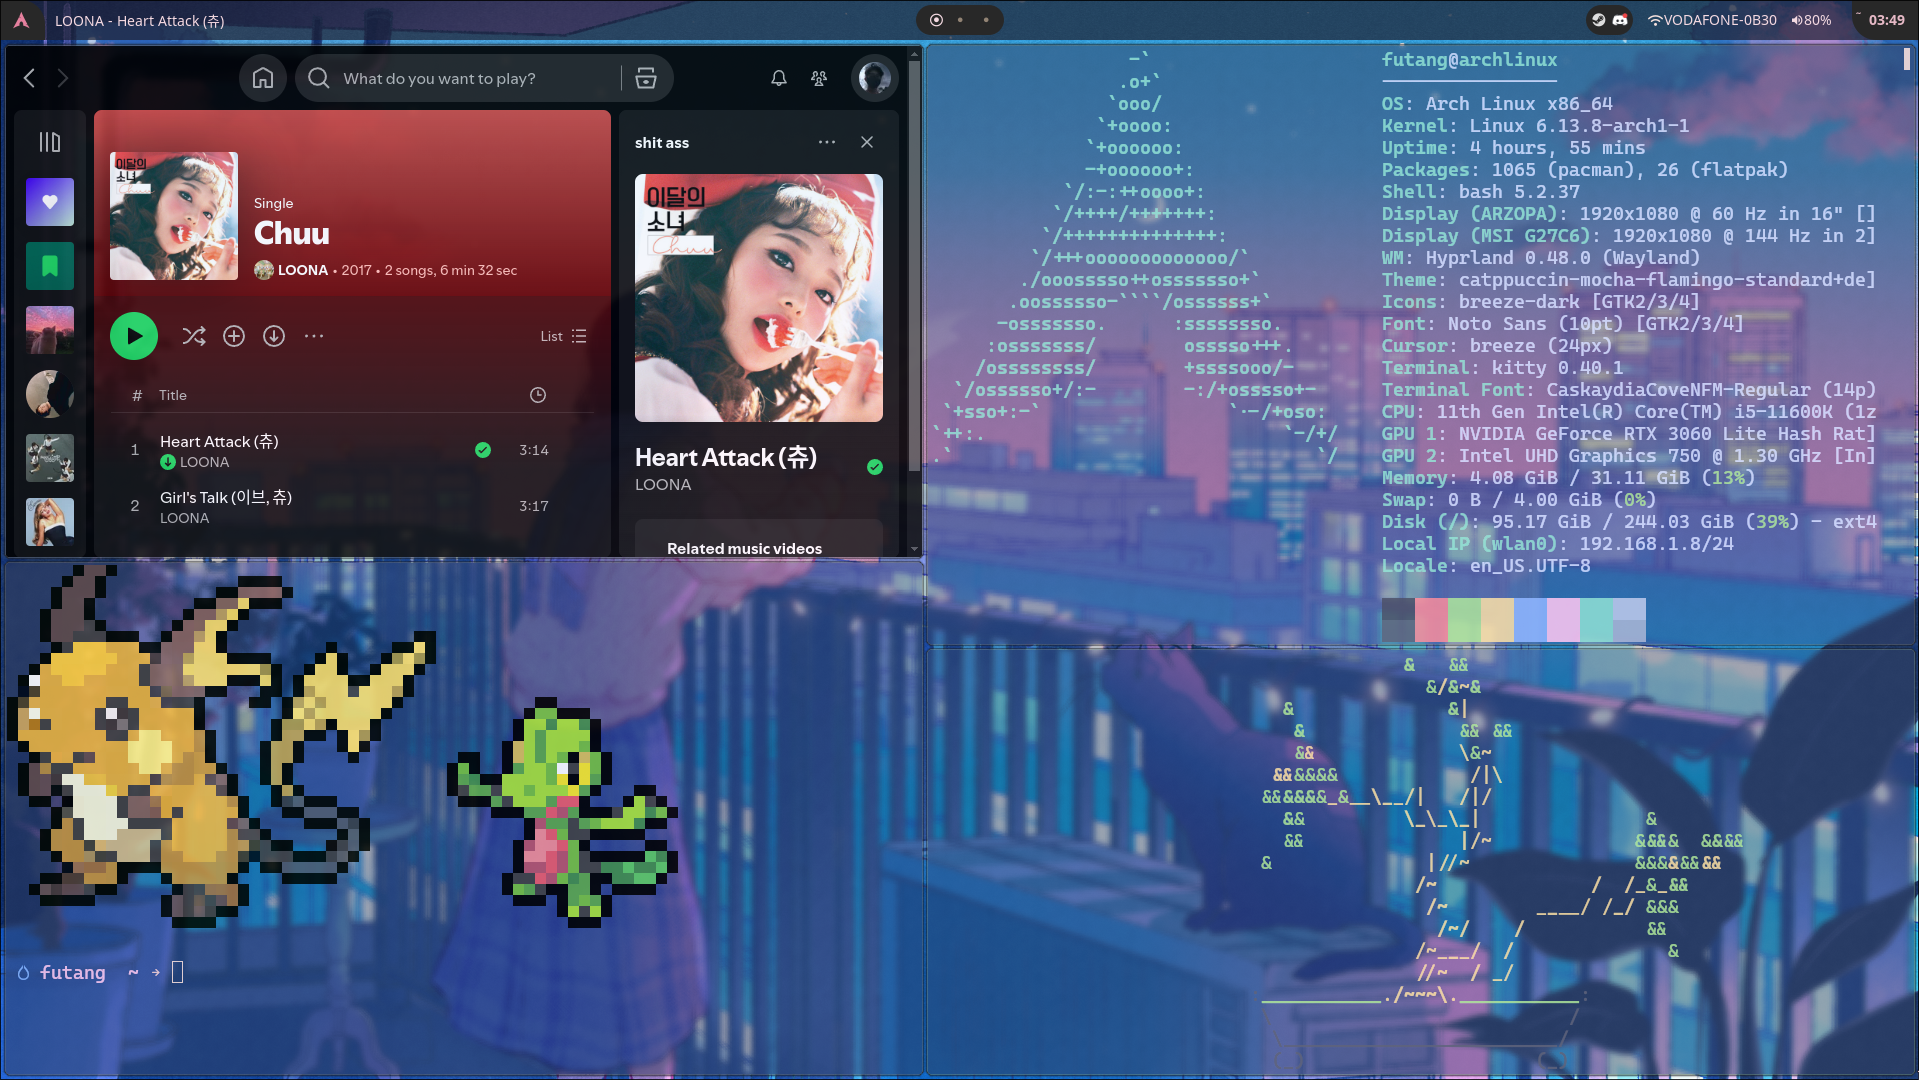 LOONA - Heart Attack (츄)
VODAFONE-0B30
80%
03:49
What do you want to play?
이달의
소녀
Chuu
Single
Chuu
LOONA • 2017 • 2 songs, 6 min 32 sec
List
# Title
1 Heart Attack (츄) 3:14
LOONA
2 Girl's Talk (이브, 츄) 3:17
LOONA
shit ass
이달의
소녀
Chuu
Heart Attack (츄)
LOONA
Related music videos
futang@archlinux
OS: Arch Linux x86_64
Kernel: Linux 6.13.8-arch1-1
Uptime: 4 hours, 55 mins
Packages: 1065 (pacman), 26 (flatpak)
Shell: bash 5.2.37
Display (ARZOPA): 1920x1080 @ 60 Hz in 16" []
Display (MSI G27C6): 1920x1080 @ 144 Hz in 2]
WM: Hyprland 0.48.0 (Wayland)
Theme: catppuccin-mocha-flamingo-standard+de]
Icons: breeze-dark [GTK2/3/4]
Font: Noto Sans (10pt) [GTK2/3/4]
Cursor: breeze (24px)
Terminal: kitty 0.40.1
Terminal Font: CaskaydiaCoveNFM-Regular (14p)
CPU: 11th Gen Intel(R) Core(TM) i5-11600K (1z
GPU 1: NVIDIA GeForce RTX 3060 Lite Hash Rat]
GPU 2: Intel UHD Graphics 750 @ 1.30 GHz [In]
Memory: 4.08 GiB / 31.11 GiB (13%)
Swap: 0 B / 4.00 GiB (0%)
Disk (/): 95.17 GiB / 244.03 GiB (39%) - ext4
Local IP (wlan0): 192.168.1.8/24
Locale: en_US.UTF-8
futang ~ →